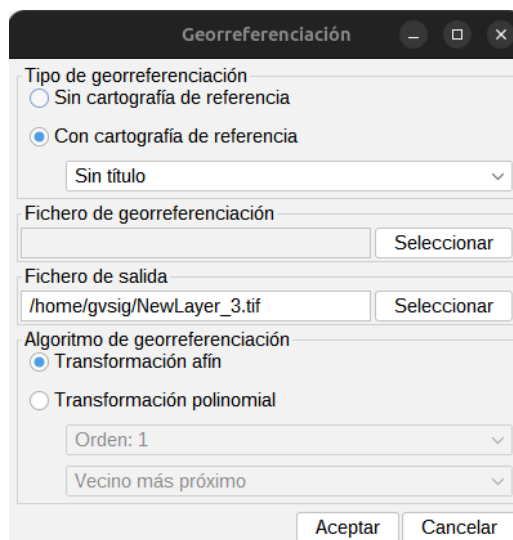 Georreferenciación
Tipo de georreferenciación
Sin cartografía de referencia
Con cartografía de referencia
Sin título
Fichero de georreferenciación
Seleccionar
Fichero de salida
/home/gvsig/NewLayer_3.tif Seleccionar
Algoritmo de georreferenciación
Transformación afín
Transformación polinomial
Orden: 1
Vecino más próximo
Aceptar Cancelar